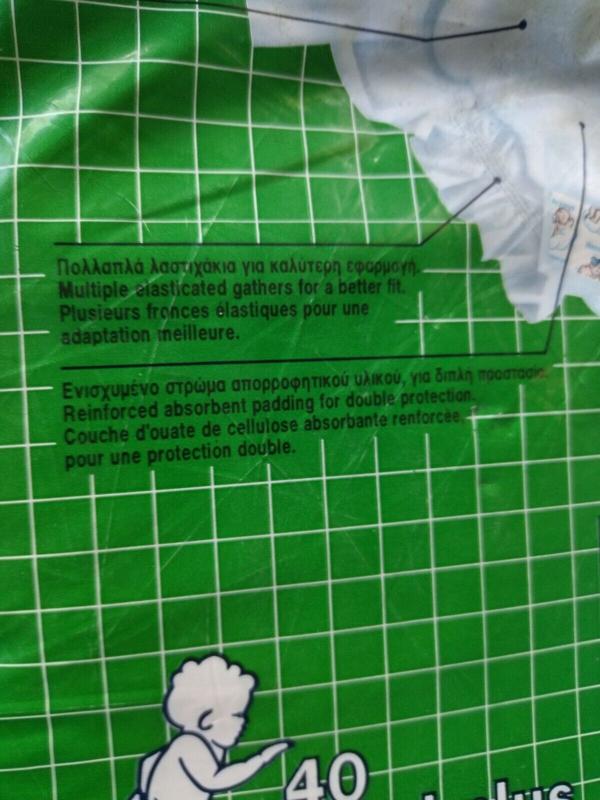 Πολλαπλά λαστιχάκια για καλύτερη εφαρμογή.
Multiple elasticated gathers for a better fit.
Plusieurs fronces élastiques pour une
adaptation meilleure.
Ενισχυμένο στρώμα απορροφητικού υλικού, για διπλή προστασία.
Reinforced absorbent padding for double protection.
Couche d'ouate de cellulose absorbante renforcée,
pour une protection double.
40
plus